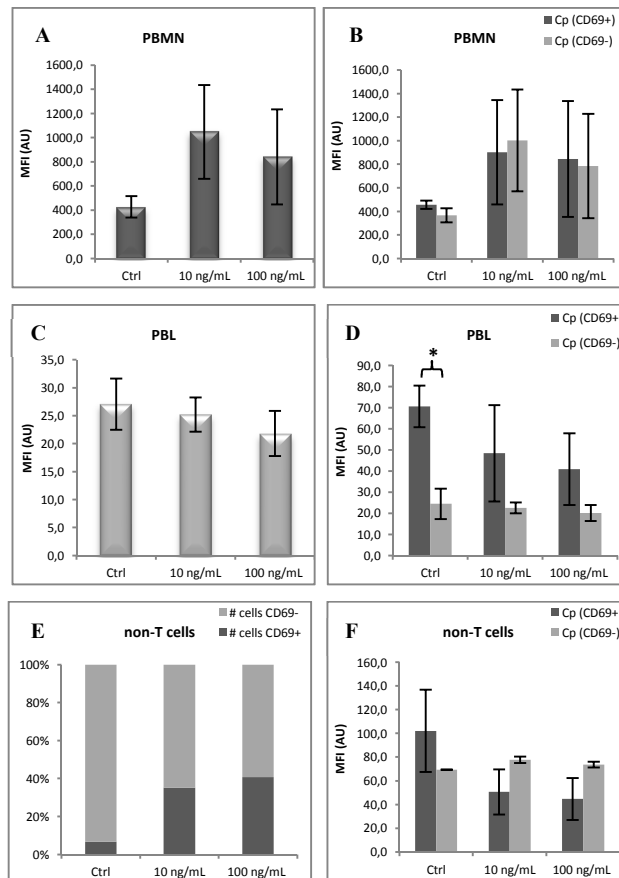 A
PBMN
1600,0
1400,0
1200,0
1000,0
800,0
600,0
400,0
200,0
0,0
MFI (AU)
Ctrl 10 ng/mL 100 ng/mL
B
PBMN
Cp (CD69+)
Cp (CD69-)
1600,0
1400,0
1200,0
1000,0
800,0
600,0
400,0
200,0
0,0
MFI (AU)
Ctrl 10 ng/mL 100 ng/mL
C
PBL
35,0
30,0
25,0
20,0
15,0
10,0
5,0
0,0
MFI (AU)
Ctrl 10 ng/mL 100 ng/mL
D
PBL
Cp (CD69+
Cp (CD69-)
90,0
80,0
70,0
60,0
50,0
40,0
30,0
20,0
10,0
0,0
MFI (AU)
*
Ctrl 10 ng/mL 100 ng/mL
E
non-T cells
# cells CD69-
# cells CD69+
100%
80%
60%
40%
20%
0%
Ctrl 10 ng/mL 100 ng/mL
F
non-T cells
Cp (CD69+
Cp (CD69-)
160,0
140,0
120,0
100,0
80,0
60,0
40,0
20,0
0,0
MFI (AU)
Ctrl 10 ng/mL 100 ng/mL